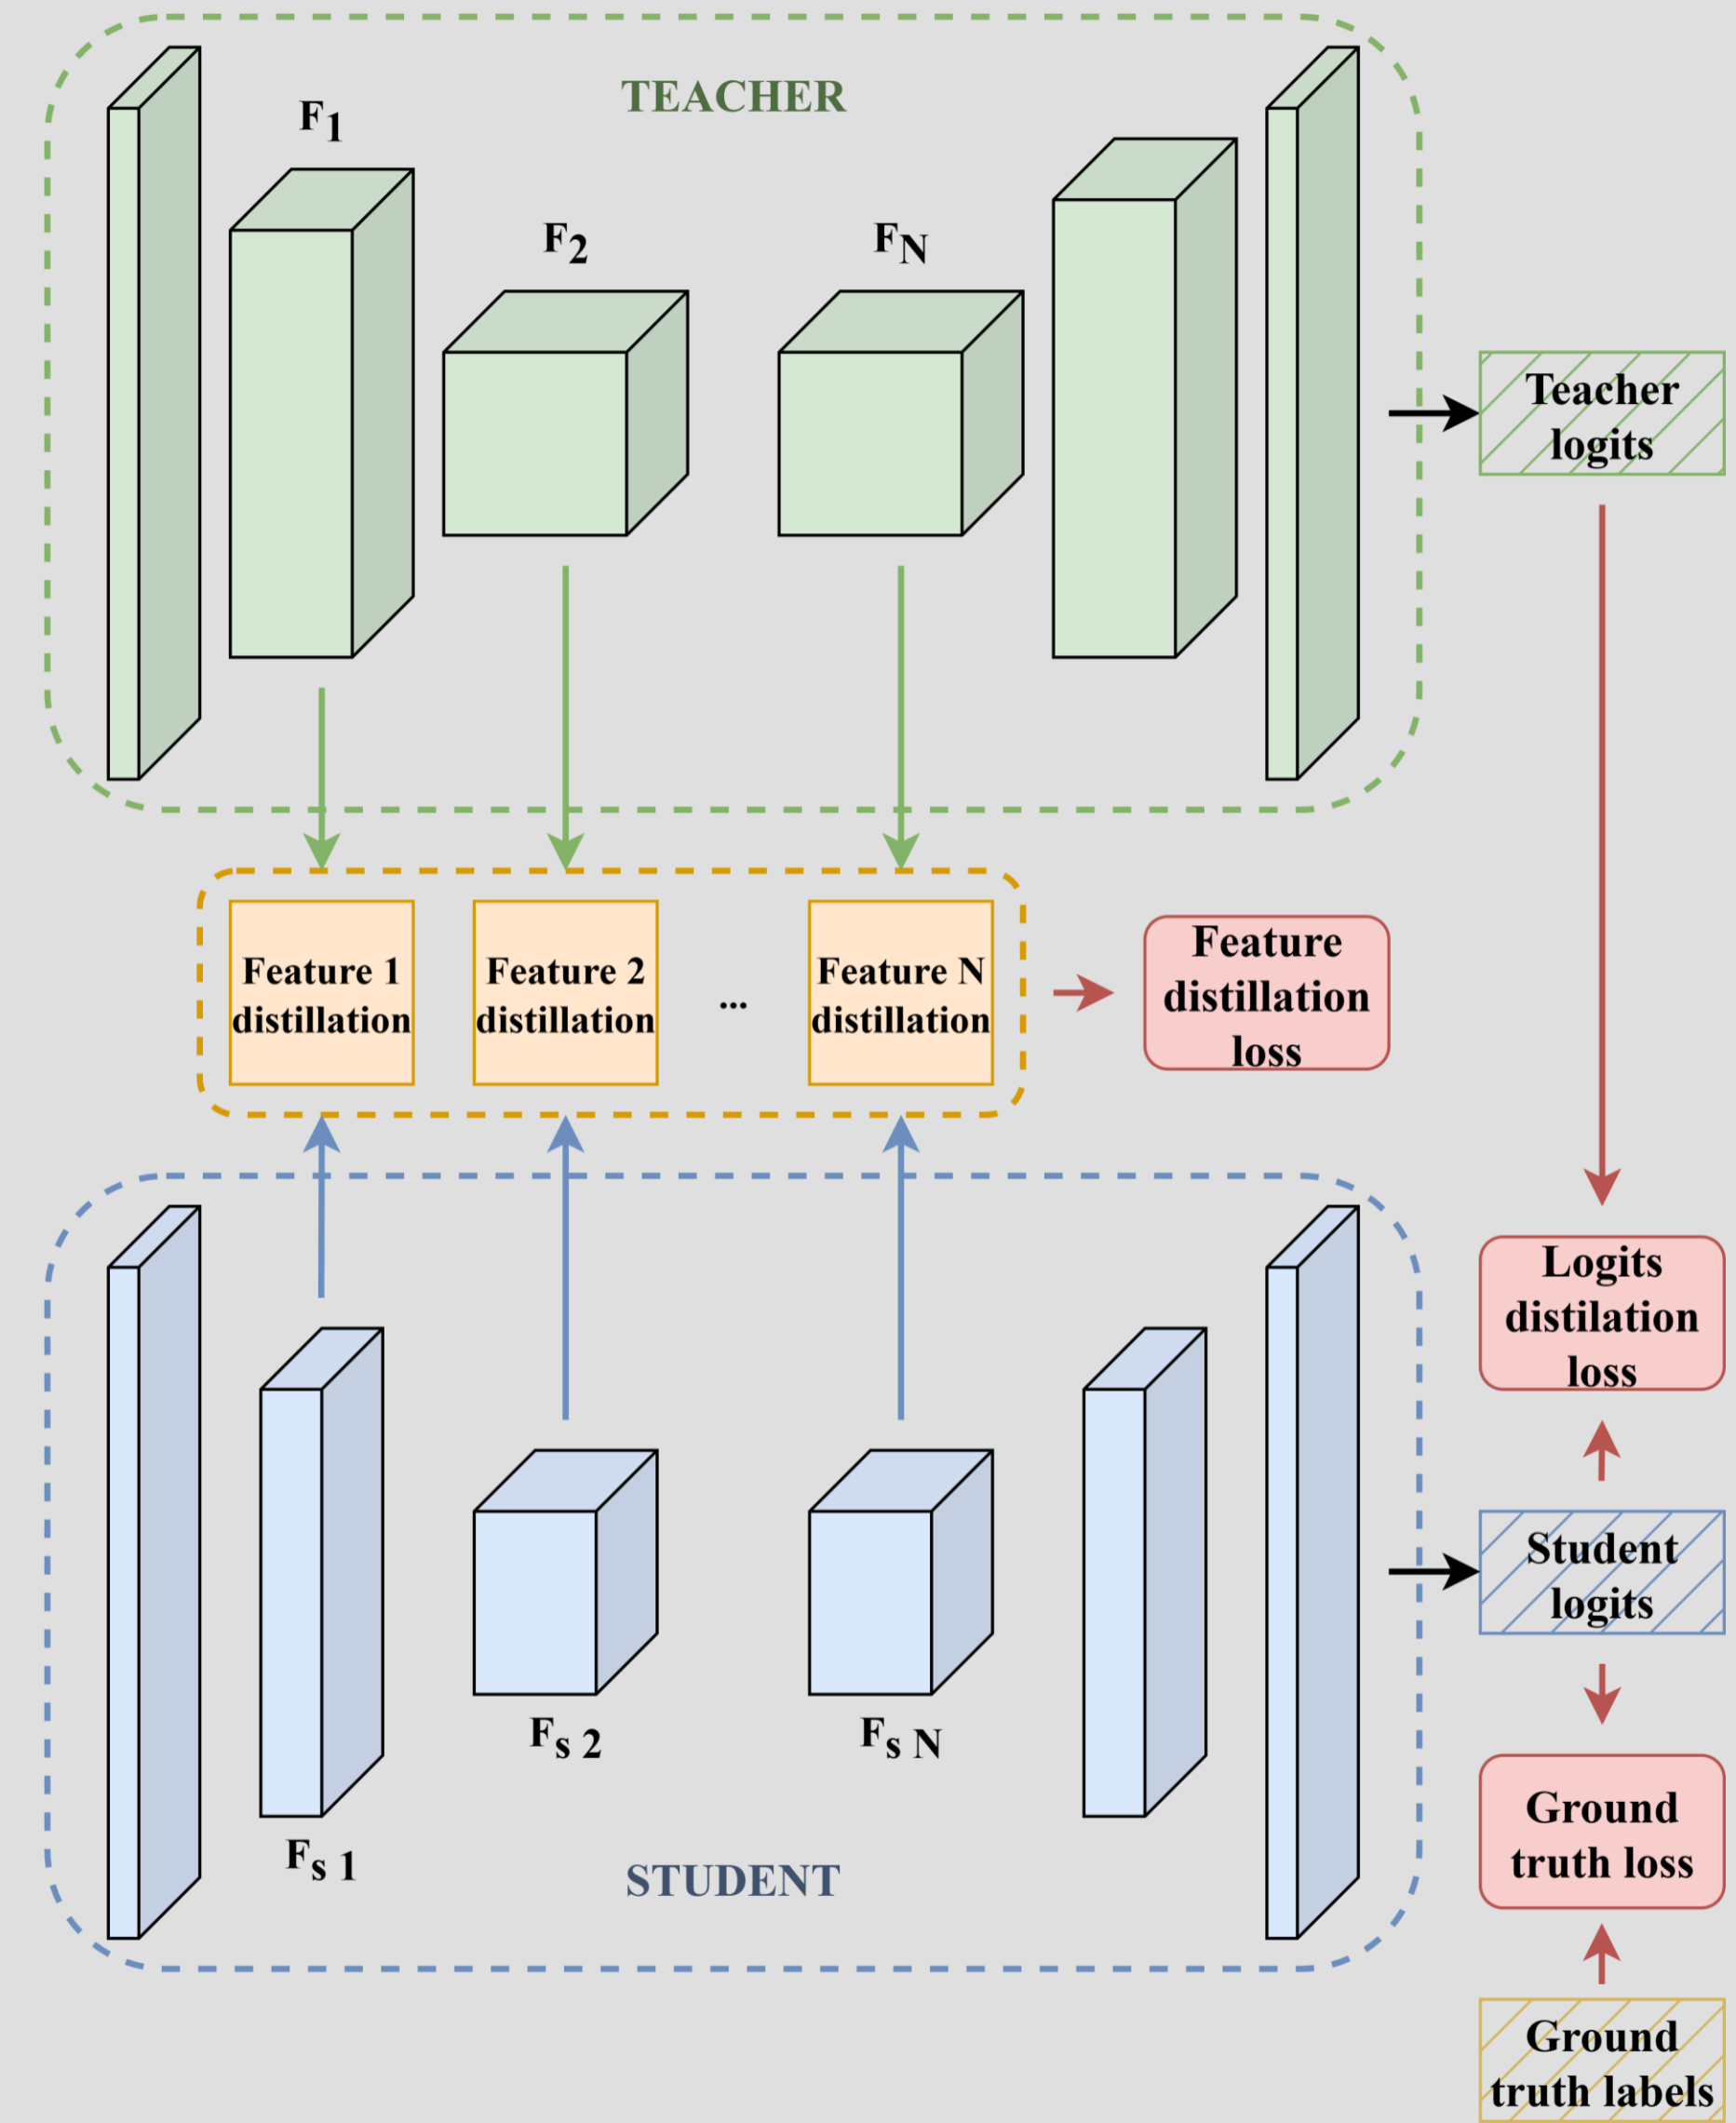 TEACHER
F1
F2
FN
Teacher
logits
Feature 1
distillation
Feature 2
distillation
...
Feature N
distillation
Feature
distillation
loss
Logits
distilation
loss
Student
logits
Fs 2
Fs N
Fs 1
STUDENT
Ground
truth loss
Ground
truth labels